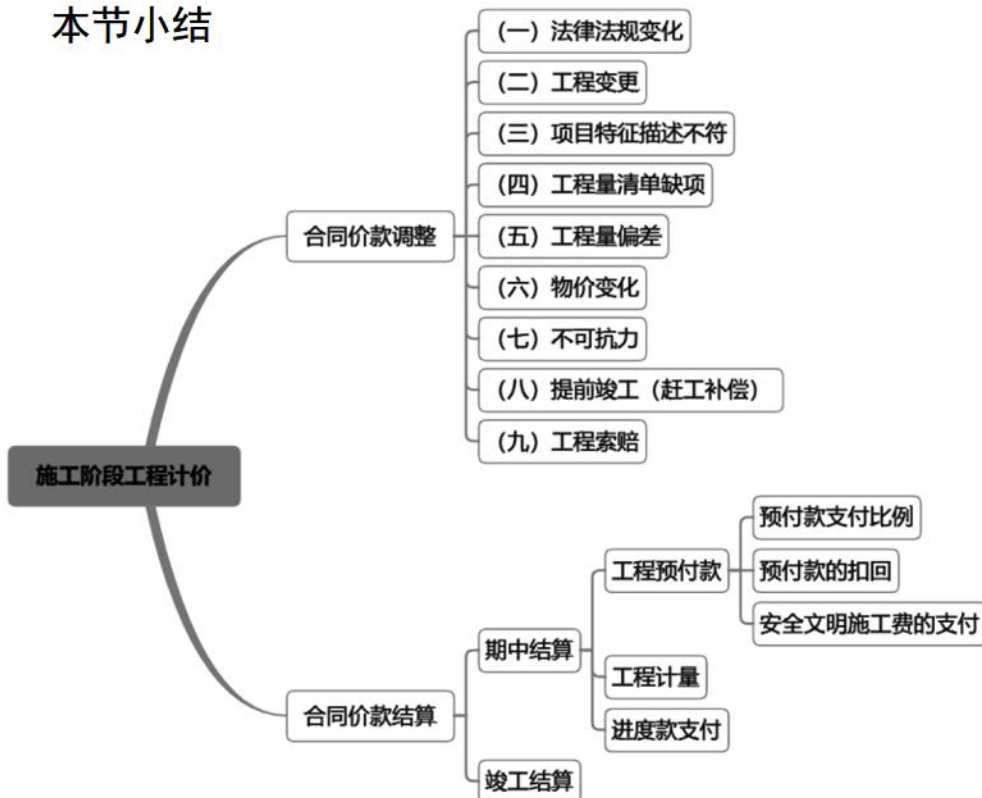 本节小结
（一）法律法规变化
（二）工程变更
（三）项目特征描述不符
（四）工程量清单缺项
合同价款调整
（五）工程量偏差
（六）物价变化
（七）不可抗力
（八）提前竣工（赶工补偿）
（九）工程索赔
施工阶段工程计价
预付款支付比例
工程预付款
预付款的扣回
安全文明施工费的支付
期中结算
工程计量
合同价款结算
进度款支付
竣工结算